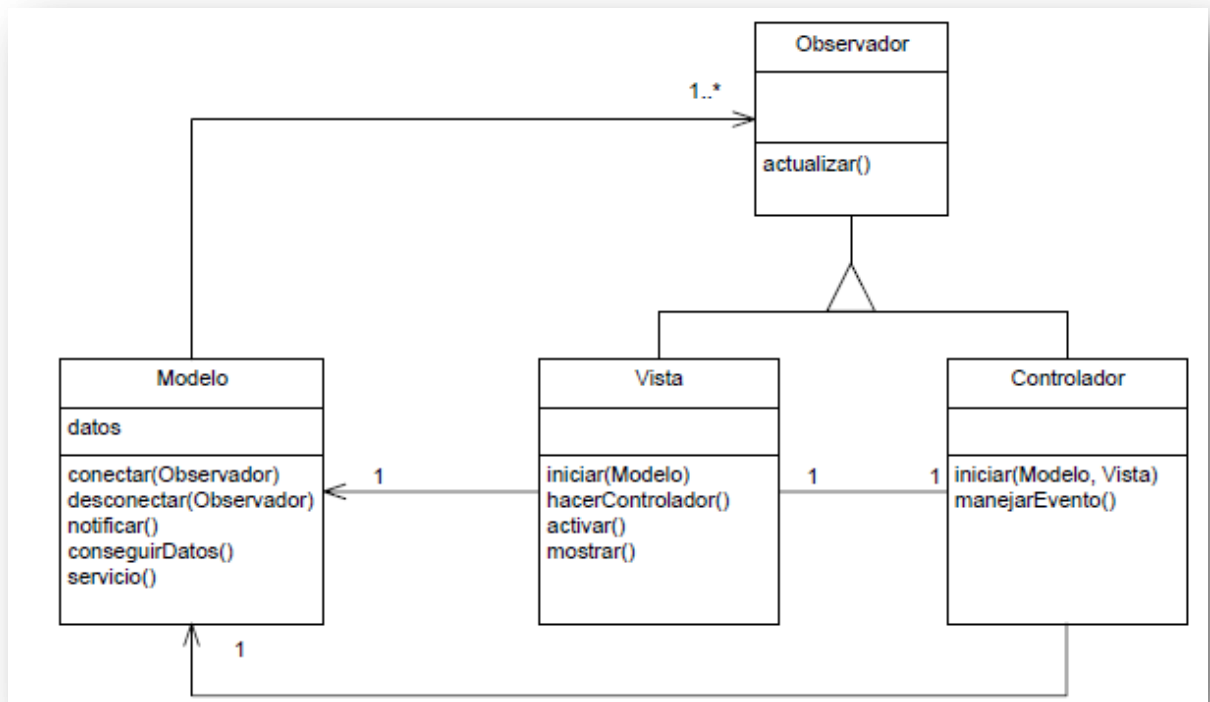 Observador
1..*
actualizar()
Modelo
datos
conectar(Observador)
desconectar(Observador)
notificar()
conseguirDatos()
servicio()
1
Vista
iniciar(Modelo)
hacerControlador()
activar()
mostrar()
1
1
Controlador
iniciar(Modelo, Vista)
manejarEvento()
1